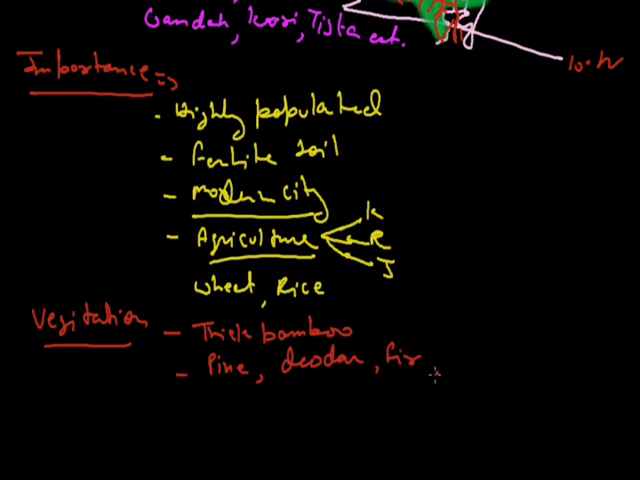 Gandak, Kosi, Tista ect.
10.N
Importance =>
- Highly populated
- Fertile soil
- Modern city
- Agriculture K
R
J
Wheat, Rice
Vegitation - Thick bamboo
- Pine, deodar, fir